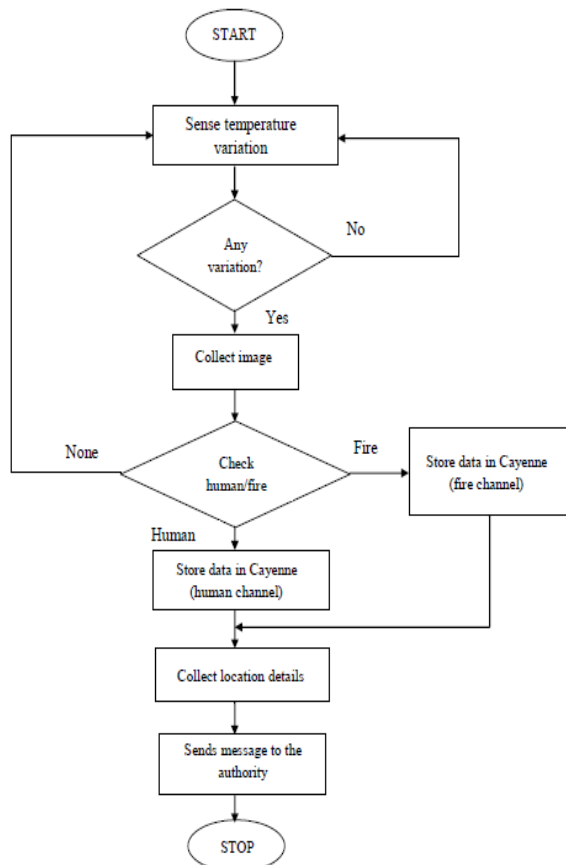 START
Sense temperature
variation
No
Any
variation?
Yes
Collect image
None
Check
human/fire
Fire
Store data in Cayenne
(fire channel)
Human
Store data in Cayenne
(human channel)
Collect location details
Sends message to the
authority
STOP